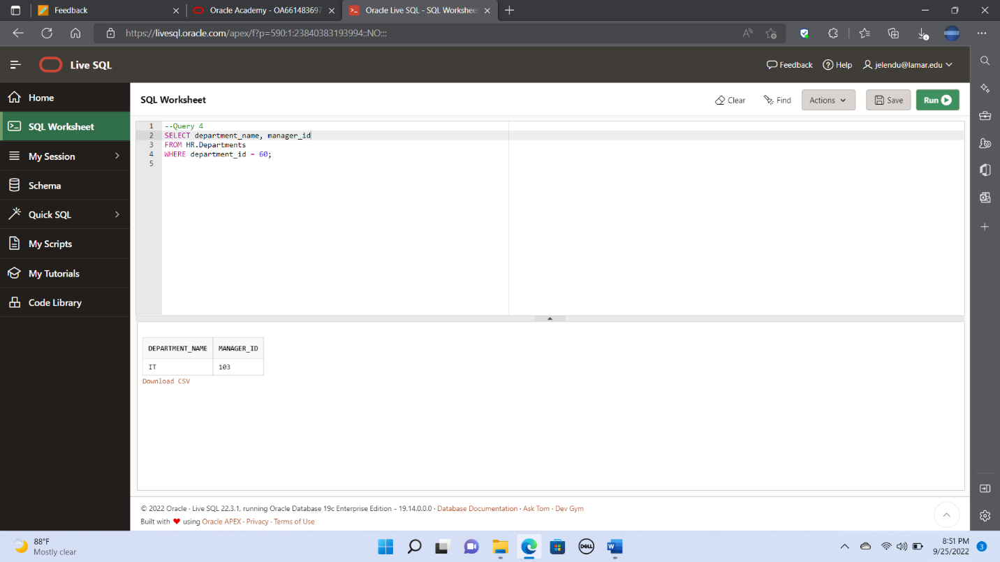 Feedback
Oracle Academy - OA661483697
Oracle Live SQL - SQL Workshee
https://livesql.oracle.com/apex/f?p=590:1:23840383193994::NO:::
Live SQL
Feedback
Help
jelendu@lamar.edu
Home
SQL Worksheet
My Session
Schema
Quick SQL
My Scripts
My Tutorials
Code Library
SQL Worksheet
Clear
Find
Actions
Save
Run
1 --Query 4
2 SELECT department_name, manager_id
3 FROM HR.Departments
4 WHERE department_id = 60;
5
DEPARTMENT_NAME MANAGER_ID
IT 103
Download CSV
© 2022 Oracle · Live SQL 22.3.1, running Oracle Database 19c Enterprise Edition - 19.14.0.0.0 · Database Documentation · Ask Tom · Dev Gym
Built with ❤ using Oracle APEX · Privacy · Terms of Use
88°F
Mostly clear
DELL
8:51 PM
9/25/2022
3